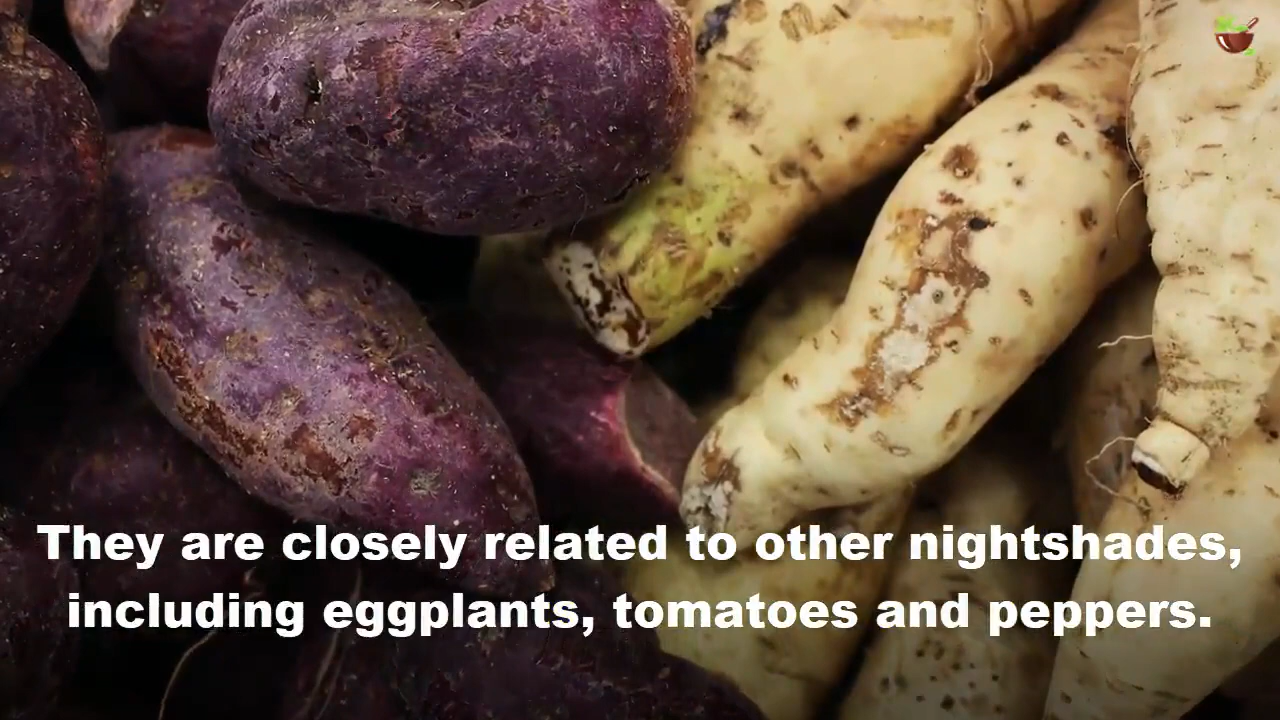 They are closely related to other nightshades,
including eggplants, tomatoes and peppers.